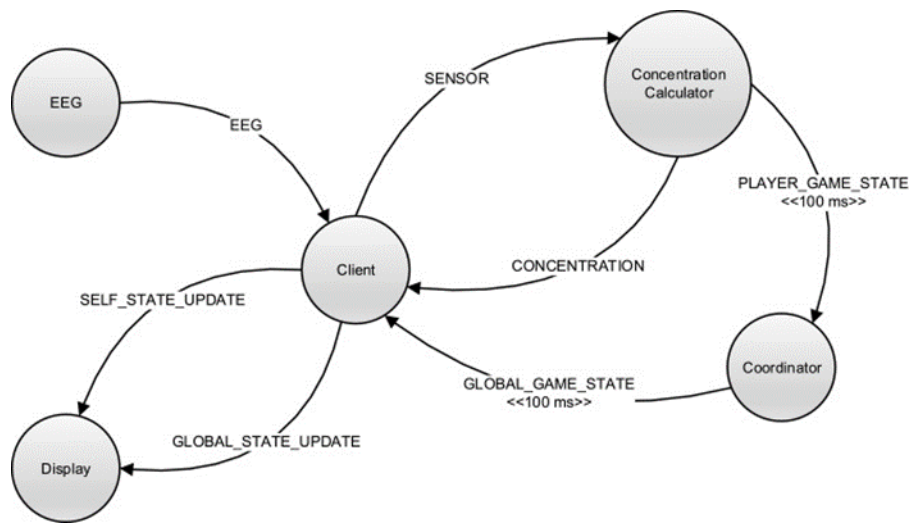 EEG
EEG
SENSOR
Concentration
Calculator
PLAYER_GAME_STATE
<<100 ms>>
Client
CONCENTRATION
SELF_STATE_UPDATE
Coordinator
GLOBAL_GAME_STATE
<<100 ms>>
GLOBAL_STATE_UPDATE
Display